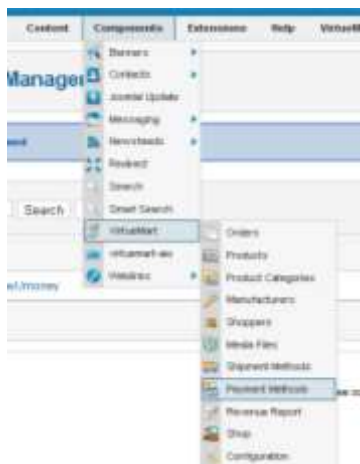 Content Components Extensions Help
Manager
Banners
Contacts
Joomla! Update
Messaging
Newsfeeds
Redirect
Search
Smart Search
Search
VirtueMart
Orders
virtuemart-aio
Products
Weblinks
Product Categories
Manufacturers
Shoppers
Media Files
Shipment Methods
Payment Methods
Revenue Report
Shop
Configuration